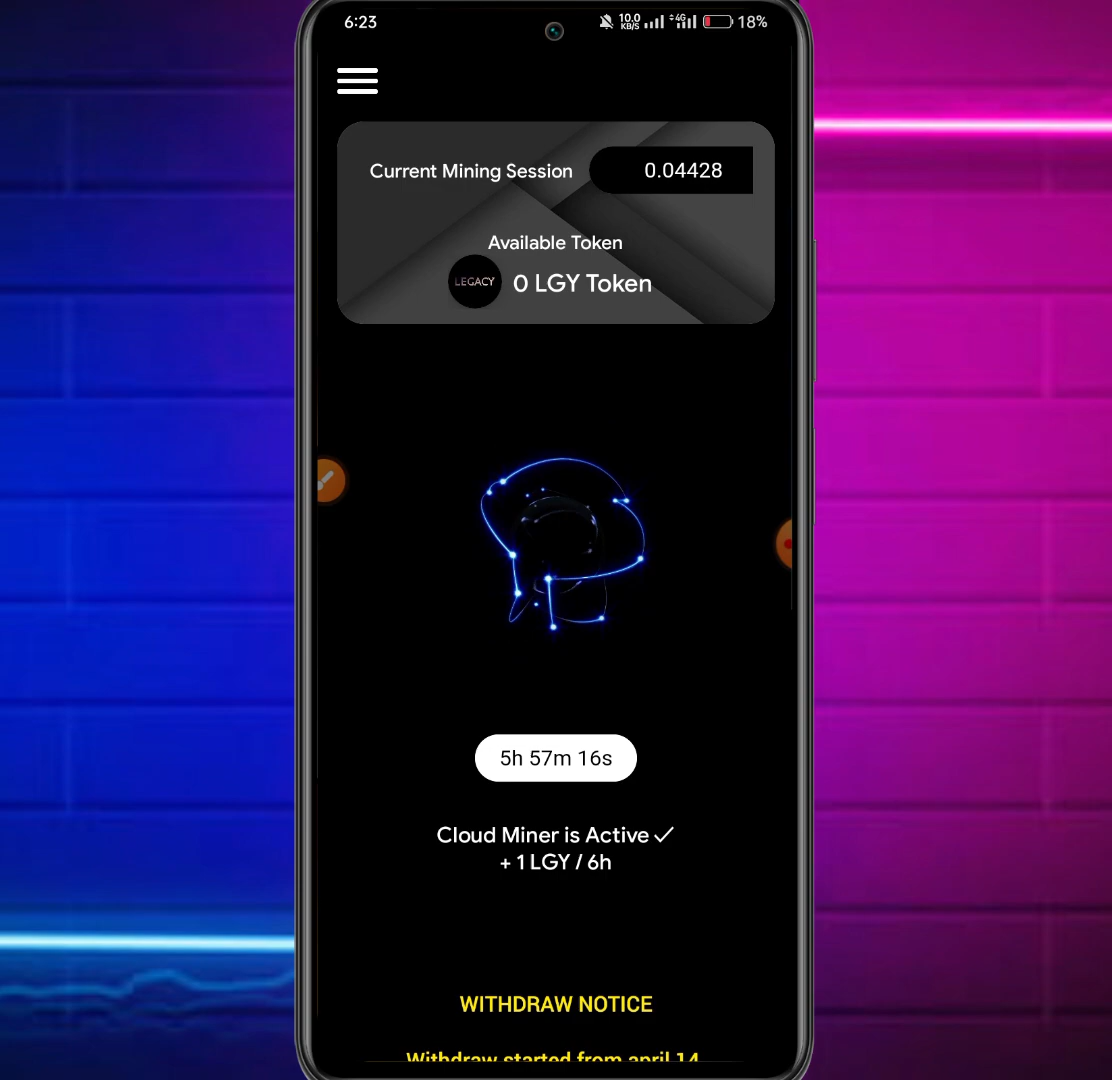 6:23
10.0 KB/S 4G 18%
Current Mining Session 0.04428
Available Token
LEGACY 0 LGY Token
5h 57m 16s
Cloud Miner is Active ✓
+ 1 LGY / 6h
WITHDRAW NOTICE
Withdraw started from april 14